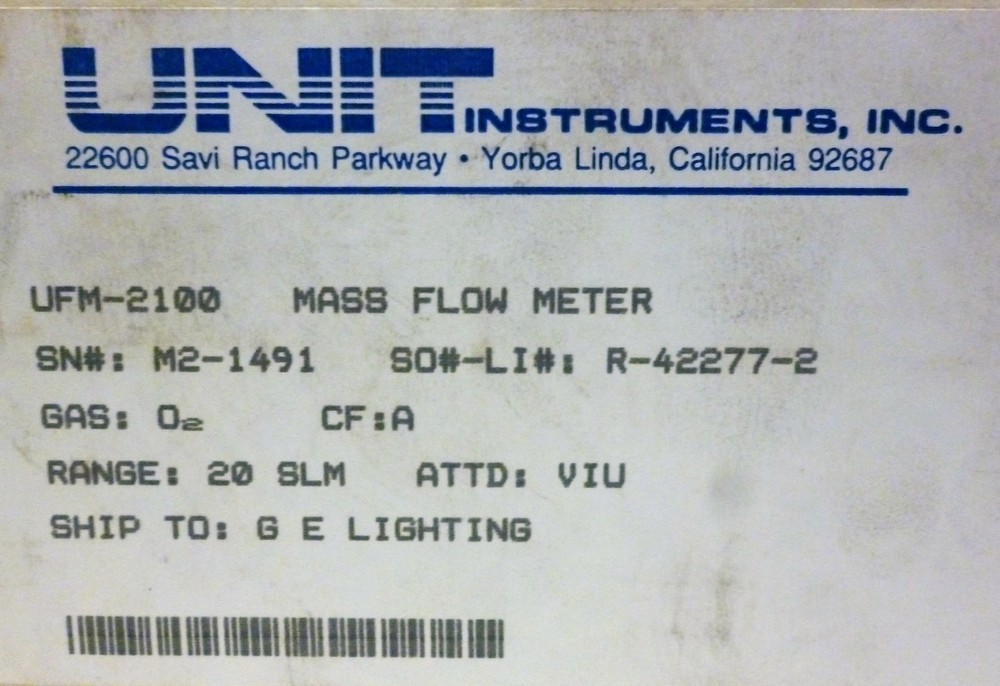 UNIT INSTRUMENTS, INC.
22600 Savi Ranch Parkway • Yorba Linda, California 92687
UFM-2100 MASS FLOW METER
SN#: M2-1491 SO#-LI#: R-42277-2
GAS: O₂ CF:A
RANGE: 20 SLM ATTD: VIU
SHIP TO: G E LIGHTING